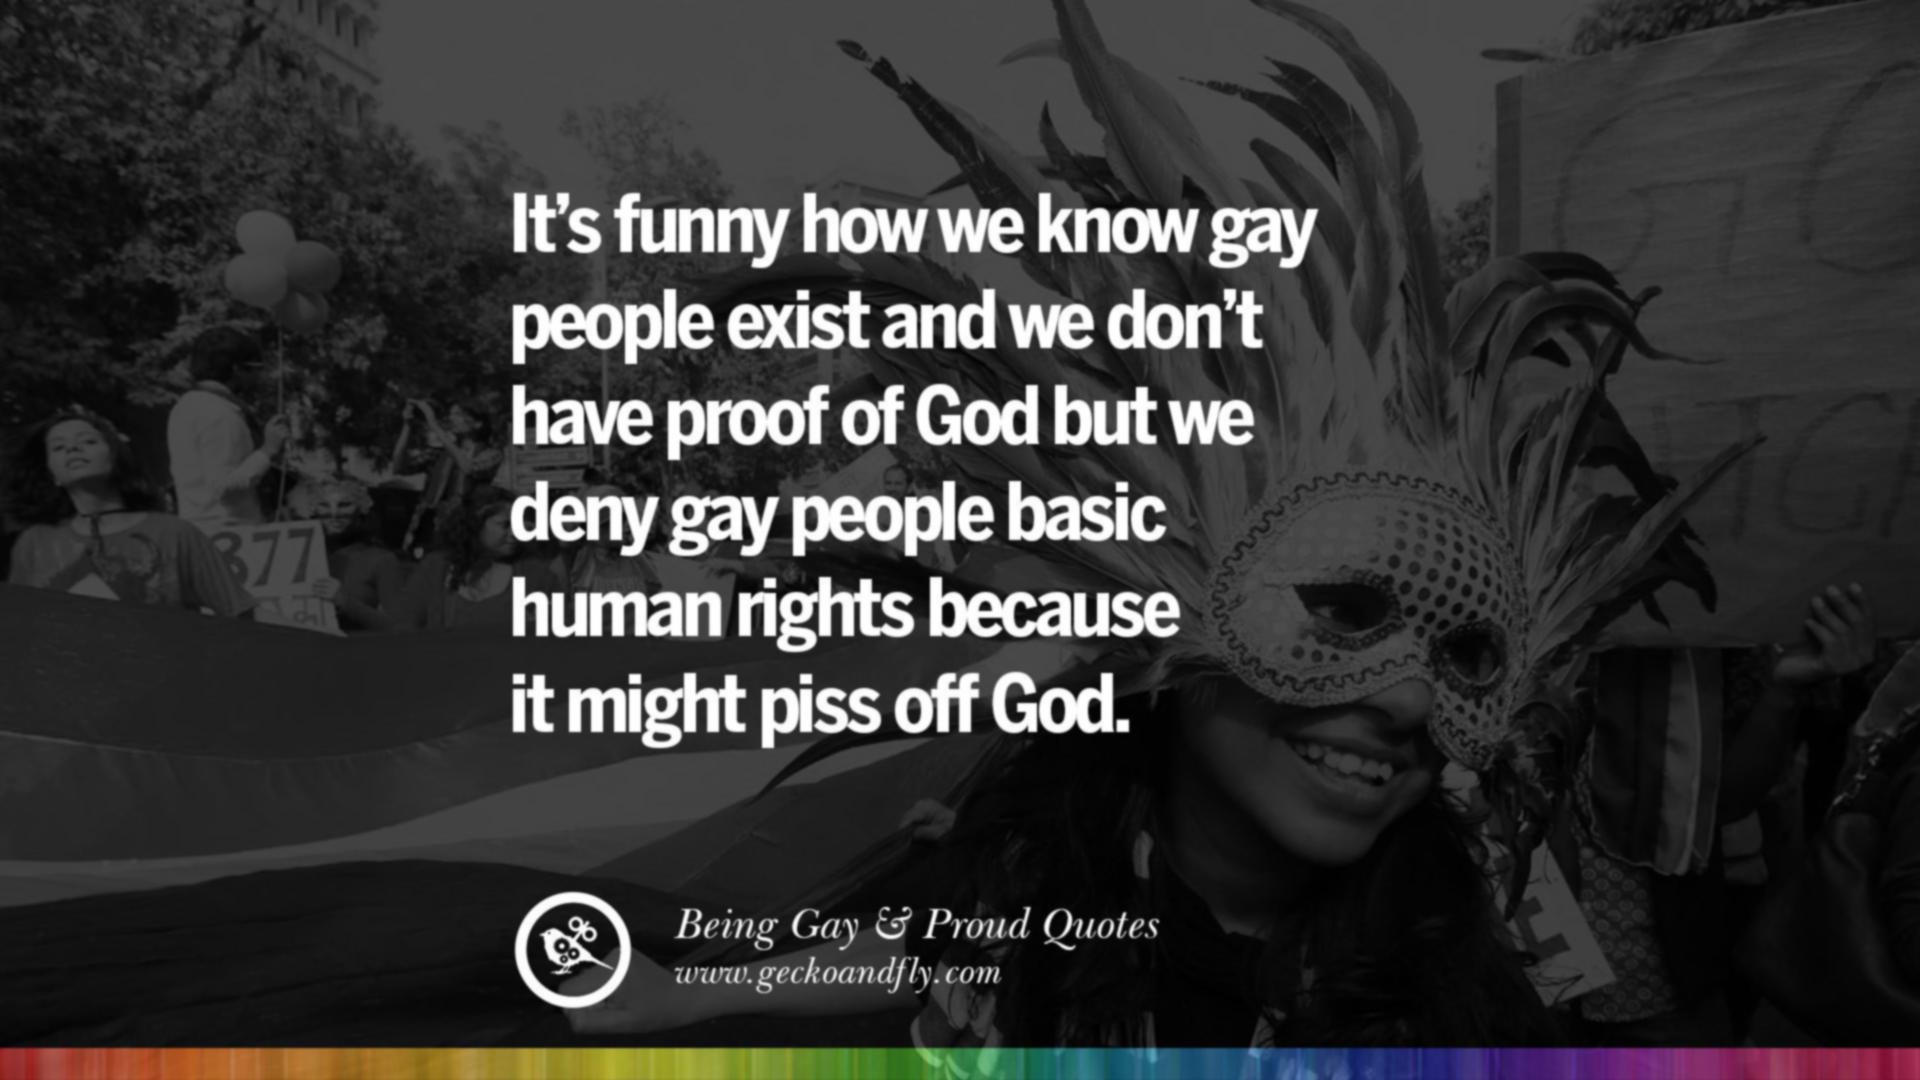 It’s funny how we know gay
people exist and we don’t
have proof of God but we
deny gay people basic
human rights because
it might piss off God.
Being Gay & Proud Quotes
www.geckoandfly.com
877